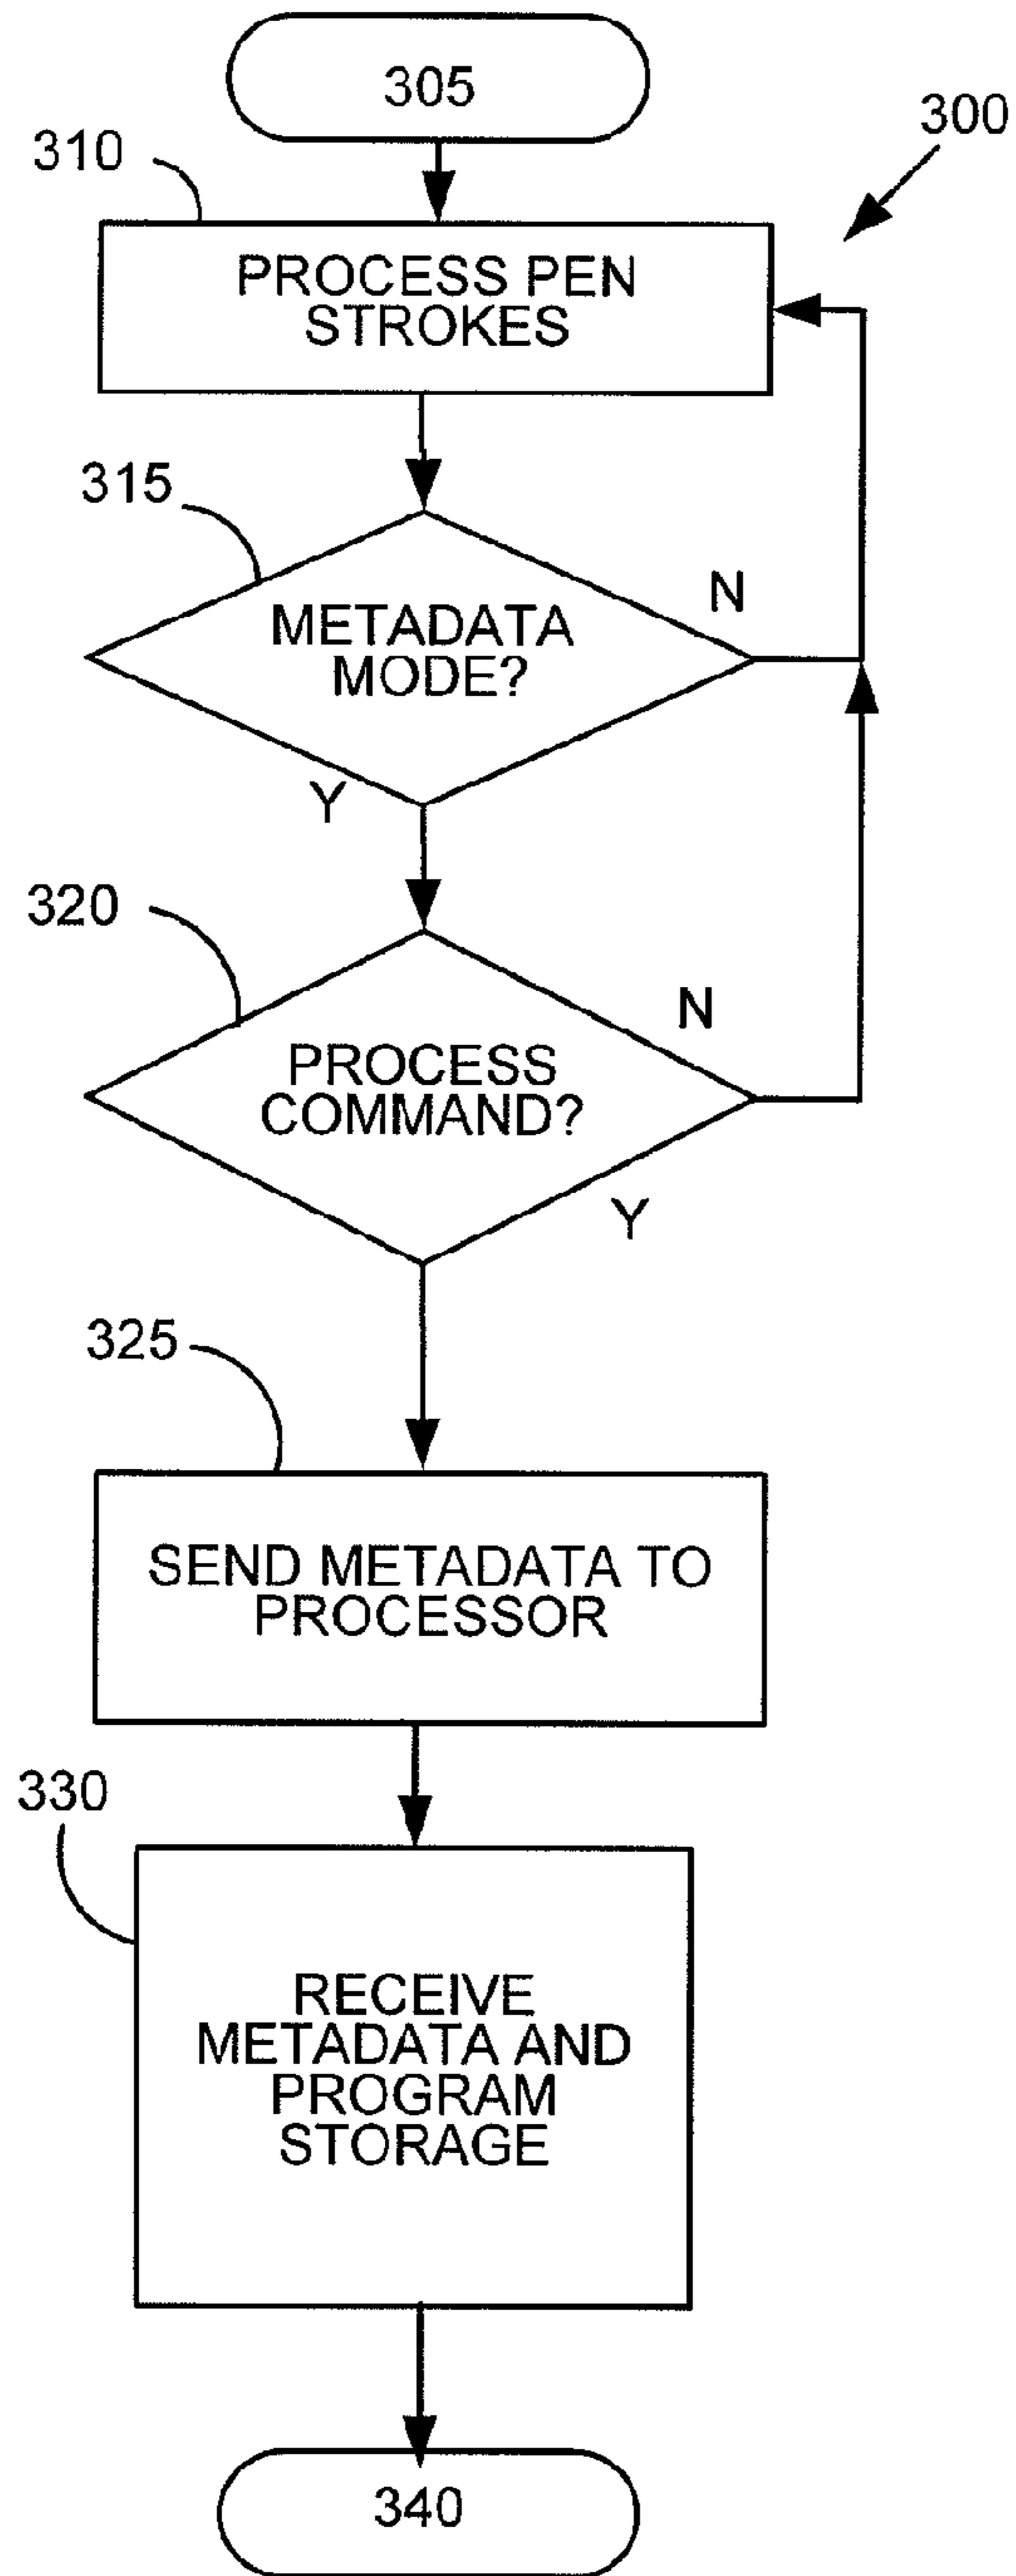 305
300
310
PROCESS PEN
STROKES
315
N
METADATA
MODE?
Y
320
N
PROCESS
COMMAND?
Y
325
SEND METADATA TO
PROCESSOR
330
RECEIVE
METADATA AND
PROGRAM
STORAGE
340